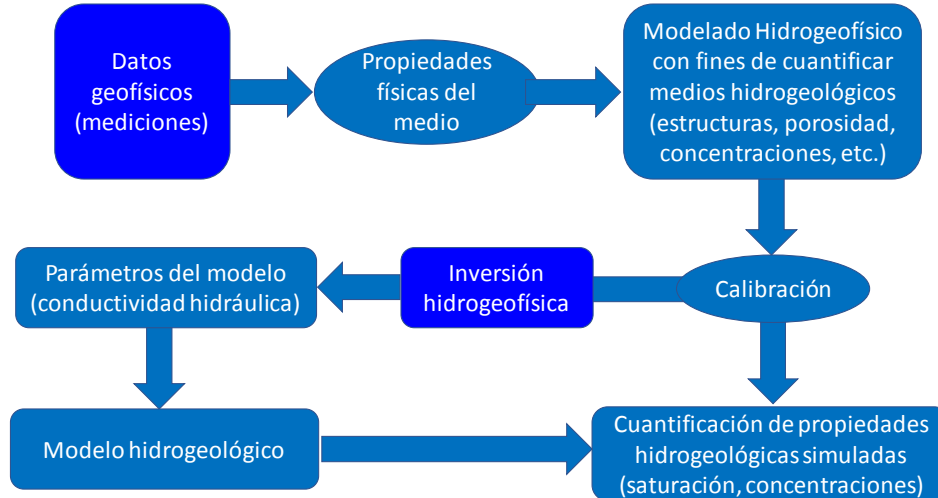 Datos
geofísicos
(mediciones)
Propiedades
físicas del
medio
Modelado Hidrogeofísico
con fines de cuantificar
medios hidrogeológicos
(estructuras, porosidad,
concentraciones, etc.)
Parámetros del modelo
(conductividad hidráulica)
Inversión
hidrogeofísica
Calibración
Modelo hidrogeológico
Cuantificación de propiedades
hidrogeológicas simuladas
(saturación, concentraciones)